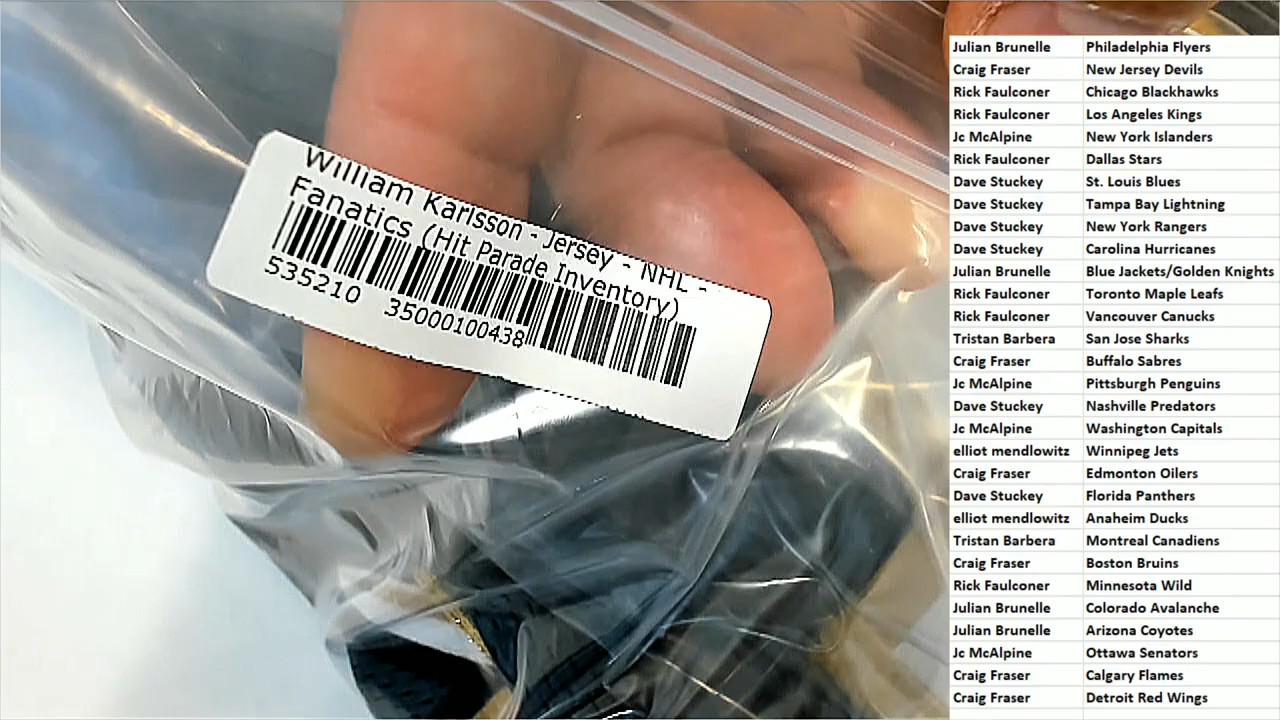 William Karlsson - Jersey - NHL -
Fanatics (Hit Parade Inventory)
535210 35000100438
Julian Brunelle Philadelphia Flyers
Craig Fraser New Jersey Devils
Rick Faulconer Chicago Blackhawks
Rick Faulconer Los Angeles Kings
Jc McAlpine New York Islanders
Rick Faulconer Dallas Stars
Dave Stuckey St. Louis Blues
Dave Stuckey Tampa Bay Lightning
Dave Stuckey New York Rangers
Dave Stuckey Carolina Hurricanes
Julian Brunelle Blue Jackets/Golden Knights
Rick Faulconer Toronto Maple Leafs
Rick Faulconer Vancouver Canucks
Tristan Barbera San Jose Sharks
Craig Fraser Buffalo Sabres
Jc McAlpine Pittsburgh Penguins
Dave Stuckey Nashville Predators
Jc McAlpine Washington Capitals
elliot mendlowitz Winnipeg Jets
Craig Fraser Edmonton Oilers
Dave Stuckey Florida Panthers
elliot mendlowitz Anaheim Ducks
Tristan Barbera Montreal Canadiens
Craig Fraser Boston Bruins
Rick Faulconer Minnesota Wild
Julian Brunelle Colorado Avalanche
Julian Brunelle Arizona Coyotes
Jc McAlpine Ottawa Senators
Craig Fraser Calgary Flames
Craig Fraser Detroit Red Wings